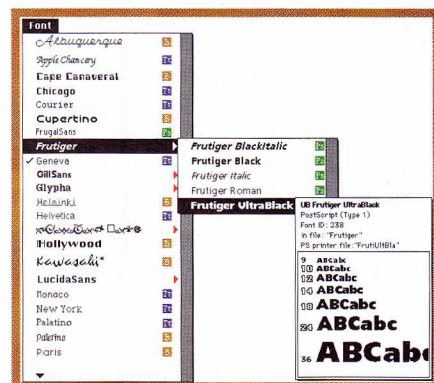 Font
Albuquerque
Apple Chancery
Cape Canaveral
Chicago
Courier
Cupertino
FrugalSans
Frutiger
✓ Geneva
GillSans
Glypha
Helsinki
Helvetica
Hollywood
Kawasaki*
LucidaSans
Monaco
New York
Palatino
Palermo
Paris
Frutiger BlackItalic
Frutiger Black
Frutiger Italic
Frutiger Roman
Frutiger UltraBlack
UB Frutiger UltraBlack
PostScript (Type 1)
Font ID: 238
In file: "Frutiger"
PS printer file: "FrutiUltBla"
9 ABCabc
10 ABCabc
12 ABCabc
14 ABCabc
18 ABCabc
24 ABCabc
36 ABCabc